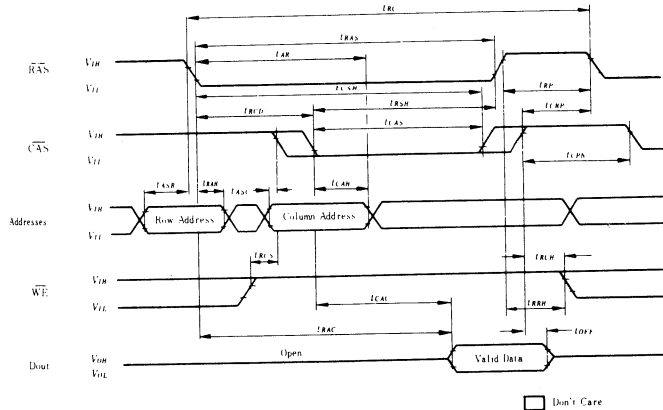 tRC
tRAS
tAR
RAS VIH
VIL
tCSH
tRP
tRCD
tRSH
tCRP
CAS VIH
VIL
tCAS
tCPN
tASR
tRAH
tASC
tCAH
Addresses VIH
VIL
Row Address
Column Address
tRCS
tRCH
WE VIH
VIL
tCAC
tRRH
tRAC
tOFF
Dout VOH
VOL
Open
Valid Data
Don't Care